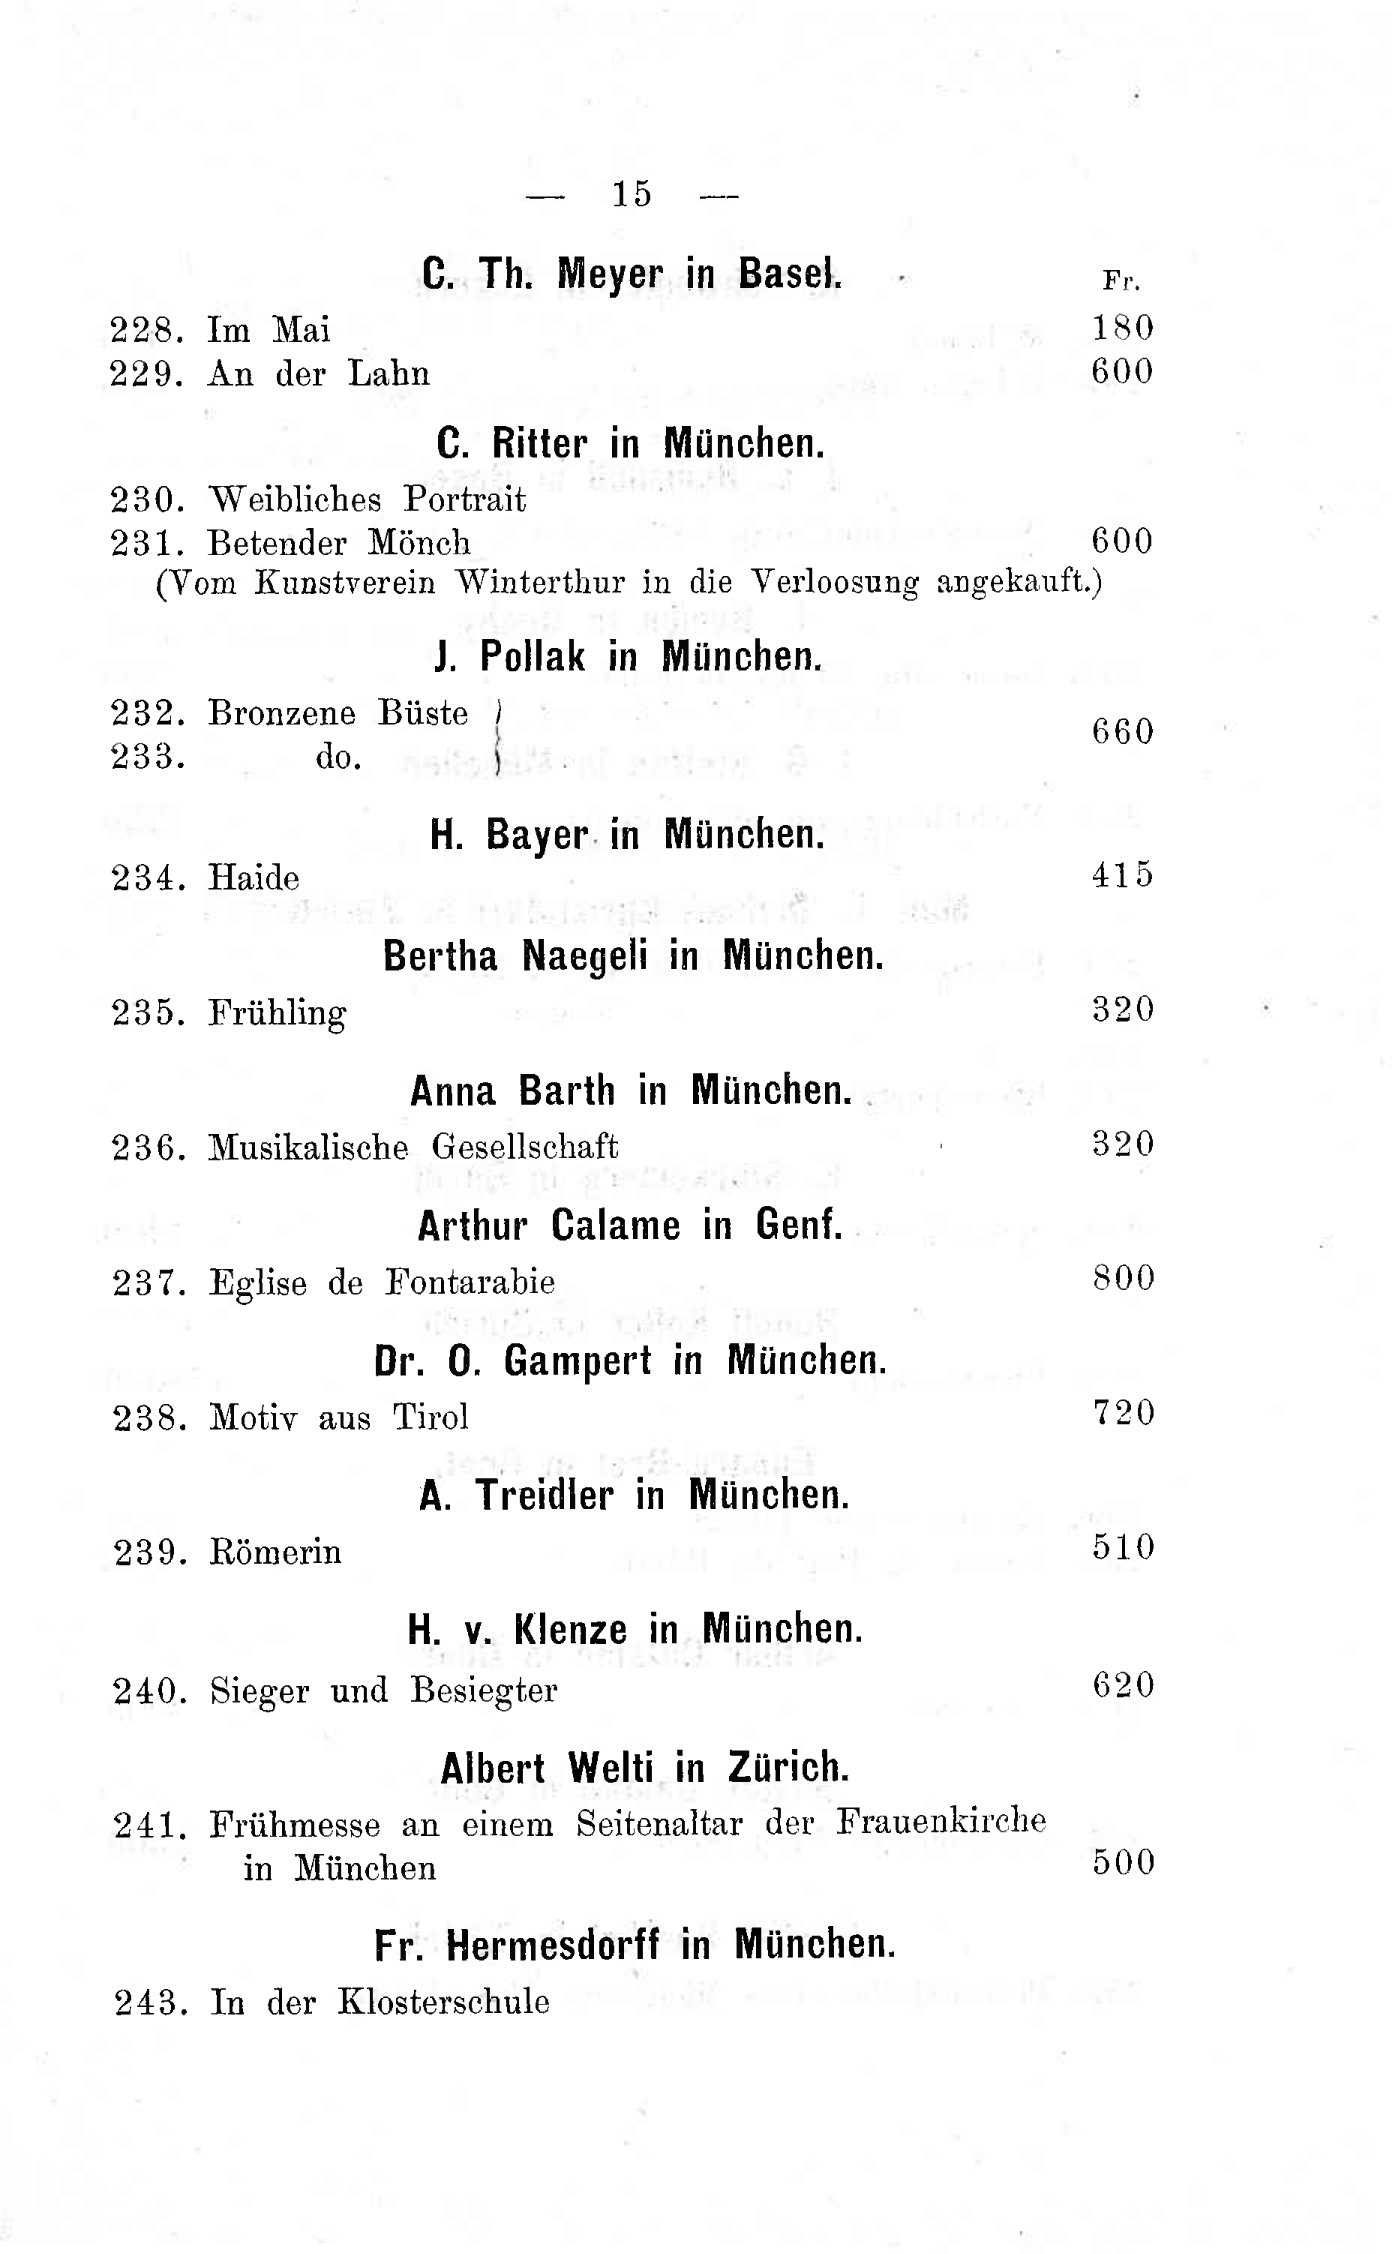 — 15 —
C. Th. Meyer in Basel. Fr.
228. Im Mai 180
229. An der Lahn 600
C. Ritter in München.
230. Weibliches Portrait
231. Betender Mönch 600
(Vom Kunstverein Winterthur in die Verloosung angekauft.)
J. Pollak in München.
232. Bronzene Büste } 660
233. do.
H. Bayer in München.
234. Haide 415
Bertha Naegeli in München.
235. Frühling 320
Anna Barth in München.
236. Musikalische Gesellschaft 320
Arthur Calame in Genf.
237. Eglise de Fontarabie 800
Dr. O. Gampert in München.
238. Motiv aus Tirol 720
A. Treidler in München.
239. Römerin 510
H. v. Klenze in München.
240. Sieger und Besiegter 620
Albert Welti in Zürich.
241. Frühmesse an einem Seitenaltar der Frauenkirche
in München 500
Fr. Hermesdorff in München.
243. In der Klosterschule